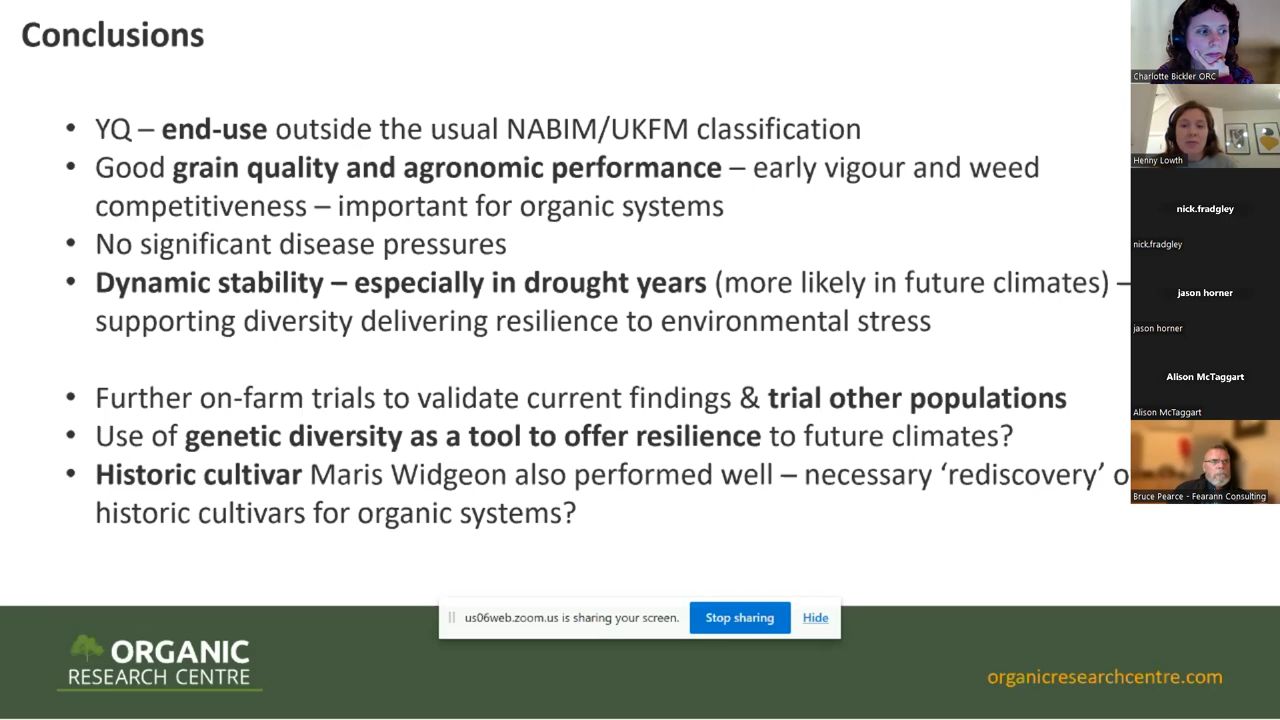 Conclusions
• YQ – end-use outside the usual NABIM/UKFM classification
• Good grain quality and agronomic performance – early vigour and weed
competitiveness – important for organic systems
• No significant disease pressures
• Dynamic stability – especially in drought years (more likely in future climates) –
supporting diversity delivering resilience to environmental stress
• Further on-farm trials to validate current findings & trial other populations
• Use of genetic diversity as a tool to offer resilience to future climates?
• Historic cultivar Maris Widgeon also performed well – necessary ‘rediscovery’ o
historic cultivars for organic systems?
us06web.zoom.us is sharing your screen.
Stop sharing
Hide
ORGANIC
RESEARCH CENTRE
organicresearchcentre.com
Charlotte Bickler ORC
Henny Lowth
nick.fradgley
nick.fradgley
jason horner
jason horner
Alison McTaggart
Alison McTaggart
Bruce Pearce - Fearann Consulting